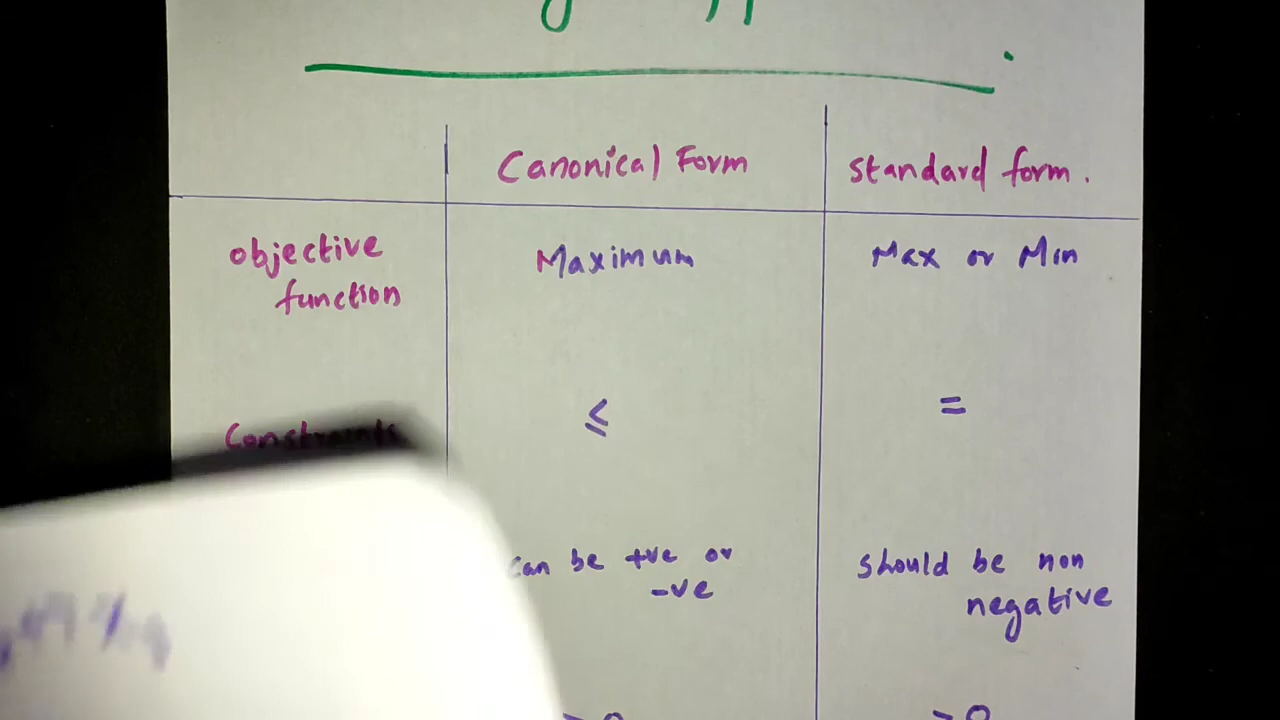 Canonical Form
standard form.
objective
function
Maximum
Max or Min
Constraints
≤
=
can be +ve or
-ve
should be non
negative